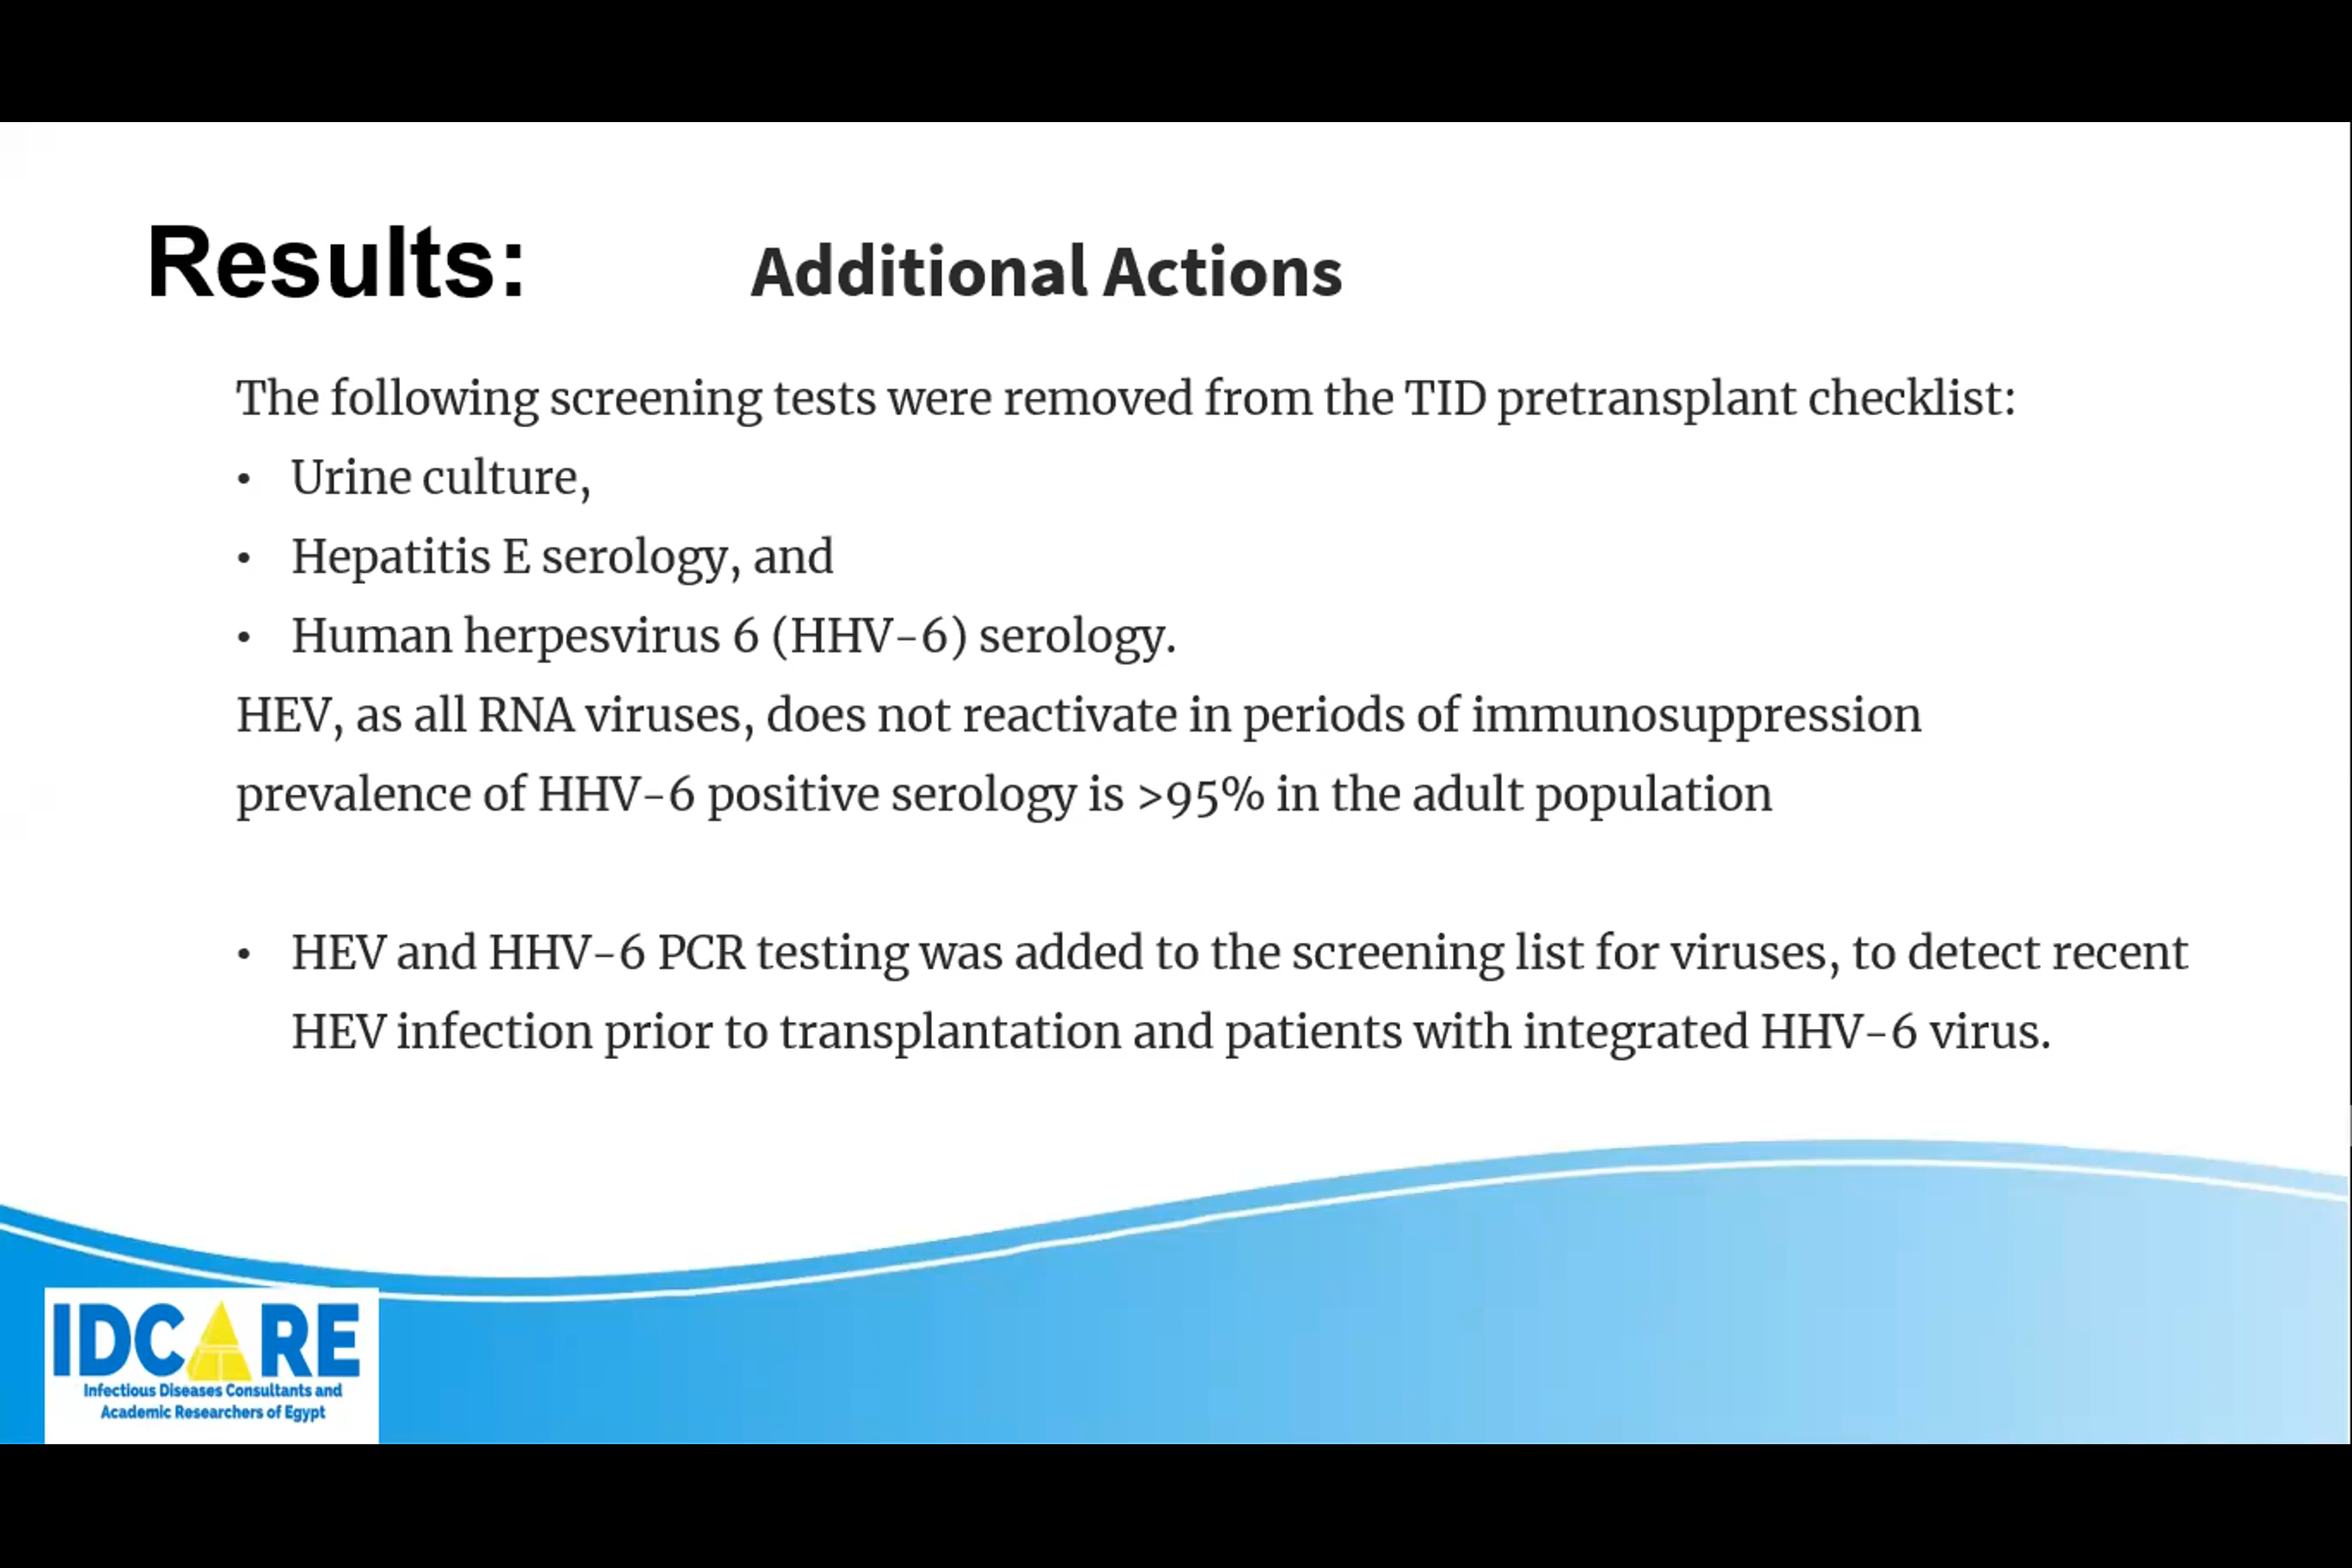 Results: Additional Actions
The following screening tests were removed from the TID pretransplant checklist:
• Urine culture,
• Hepatitis E serology, and
• Human herpesvirus 6 (HHV-6) serology.
HEV, as all RNA viruses, does not reactivate in periods of immunosuppression
prevalence of HHV-6 positive serology is >95% in the adult population
• HEV and HHV-6 PCR testing was added to the screening list for viruses, to detect recent
HEV infection prior to transplantation and patients with integrated HHV-6 virus.
IDCARE
Infectious Diseases Consultants and
Academic Researchers of Egypt